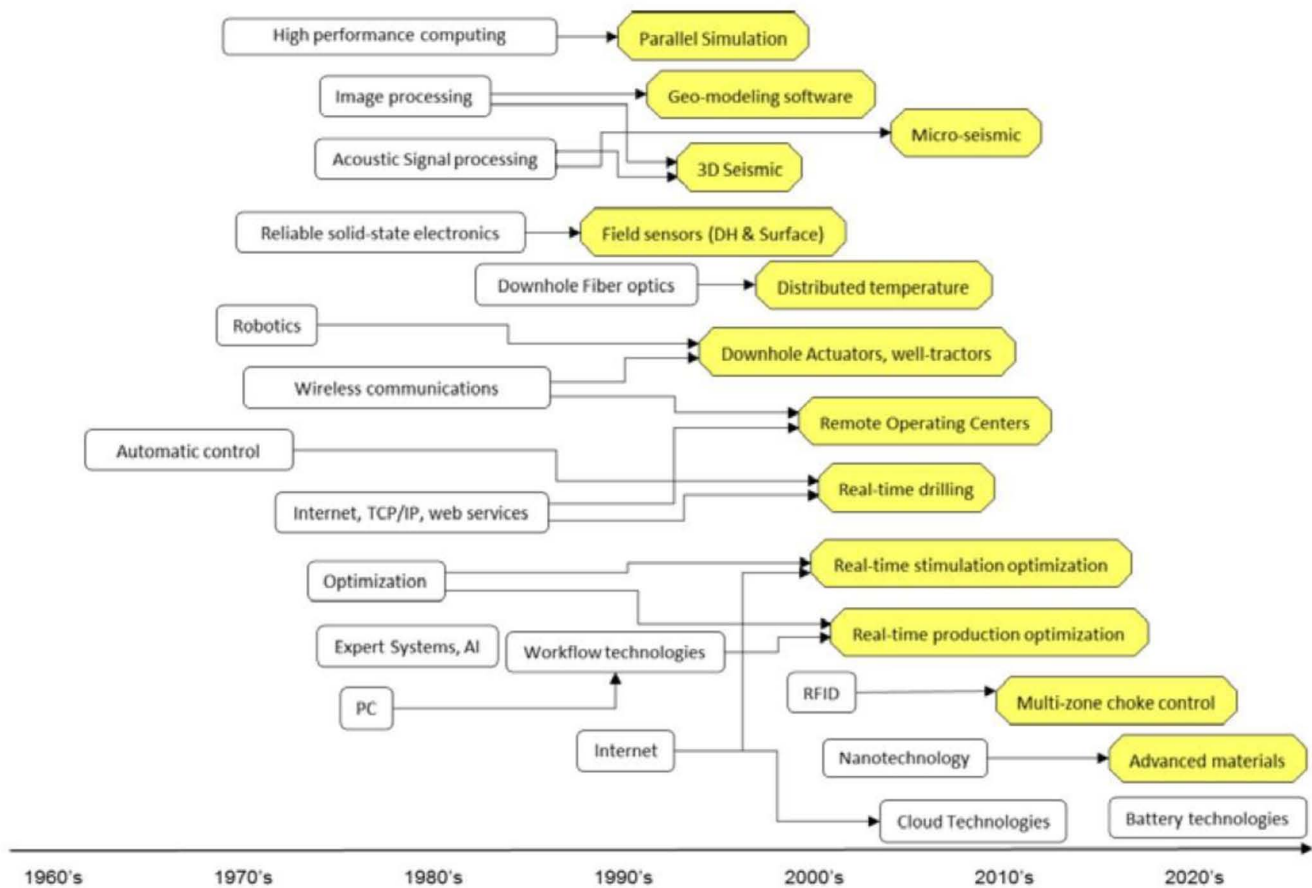 High performance computing
Parallel Simulation
Image processing
Geo-modeling software
Micro-seismic
Acoustic Signal processing
3D Seismic
Reliable solid-state electronics
Field sensors (DH & Surface)
Downhole Fiber optics
Distributed temperature
Robotics
Downhole Actuators, well-tractors
Wireless communications
Remote Operating Centers
Automatic control
Real-time drilling
Internet, TCP/IP, web services
Real-time stimulation optimization
Optimization
Real-time production optimization
Expert Systems, AI
Workflow technologies
RFID
Multi-zone choke control
PC
Internet
Nanotechnology
Advanced materials
Cloud Technologies
Battery technologies
1960's 1970's 1980's 1990's 2000's 2010's 2020's